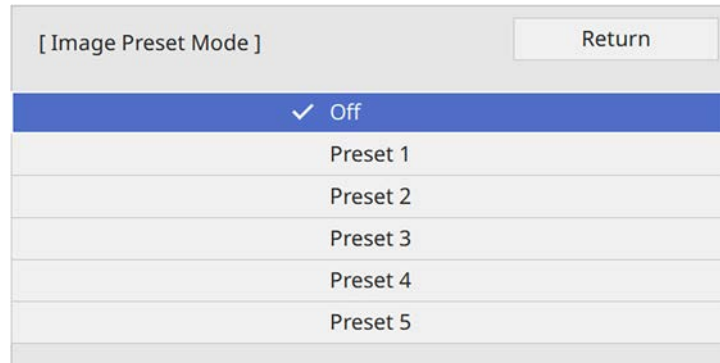 [ Image Preset Mode ]
Return
Off
Preset 1
Preset 2
Preset 3
Preset 4
Preset 5